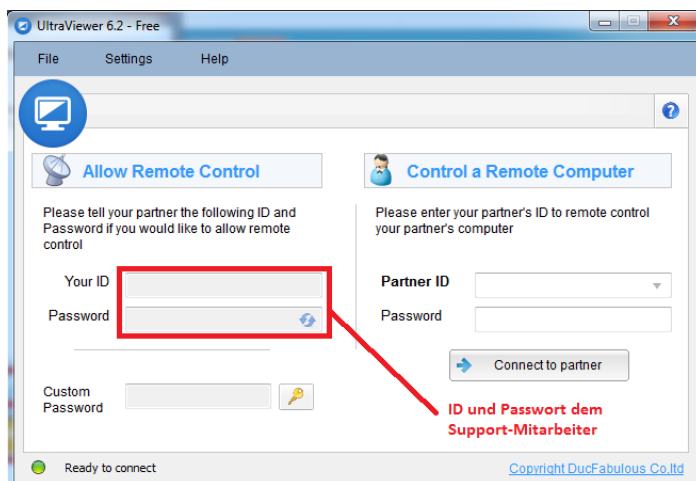 UltraViewer 6.2 - Free
File Settings Help
Allow Remote Control
Please tell your partner the following ID and
Password if you would like to allow remote
control
Your ID
Password
Custom
Password
Control a Remote Computer
Please enter your partner's ID to remote control
your partner's computer
Partner ID
Password
Connect to partner
ID und Passwort dem
Support-Mitarbeiter
Ready to connect
Copyright DucFabulous Co.ltd